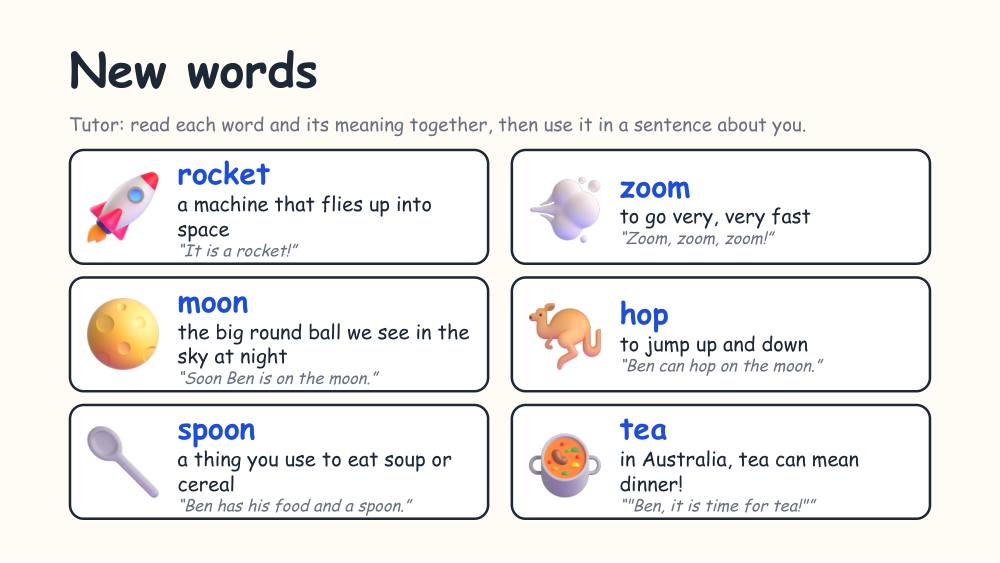 New words
Tutor: read each word and its meaning together, then use it in a sentence about you.
rocket
a machine that flies up into
space
“It is a rocket!”
zoom
to go very, very fast
“Zoom, zoom, zoom!”
moon
the big round ball we see in the
sky at night
“Soon Ben is on the moon.”
hop
to jump up and down
“Ben can hop on the moon.”
spoon
a thing you use to eat soup or
cereal
“Ben has his food and a spoon.”
tea
in Australia, tea can mean
dinner!
“"Ben, it is time for tea!"”